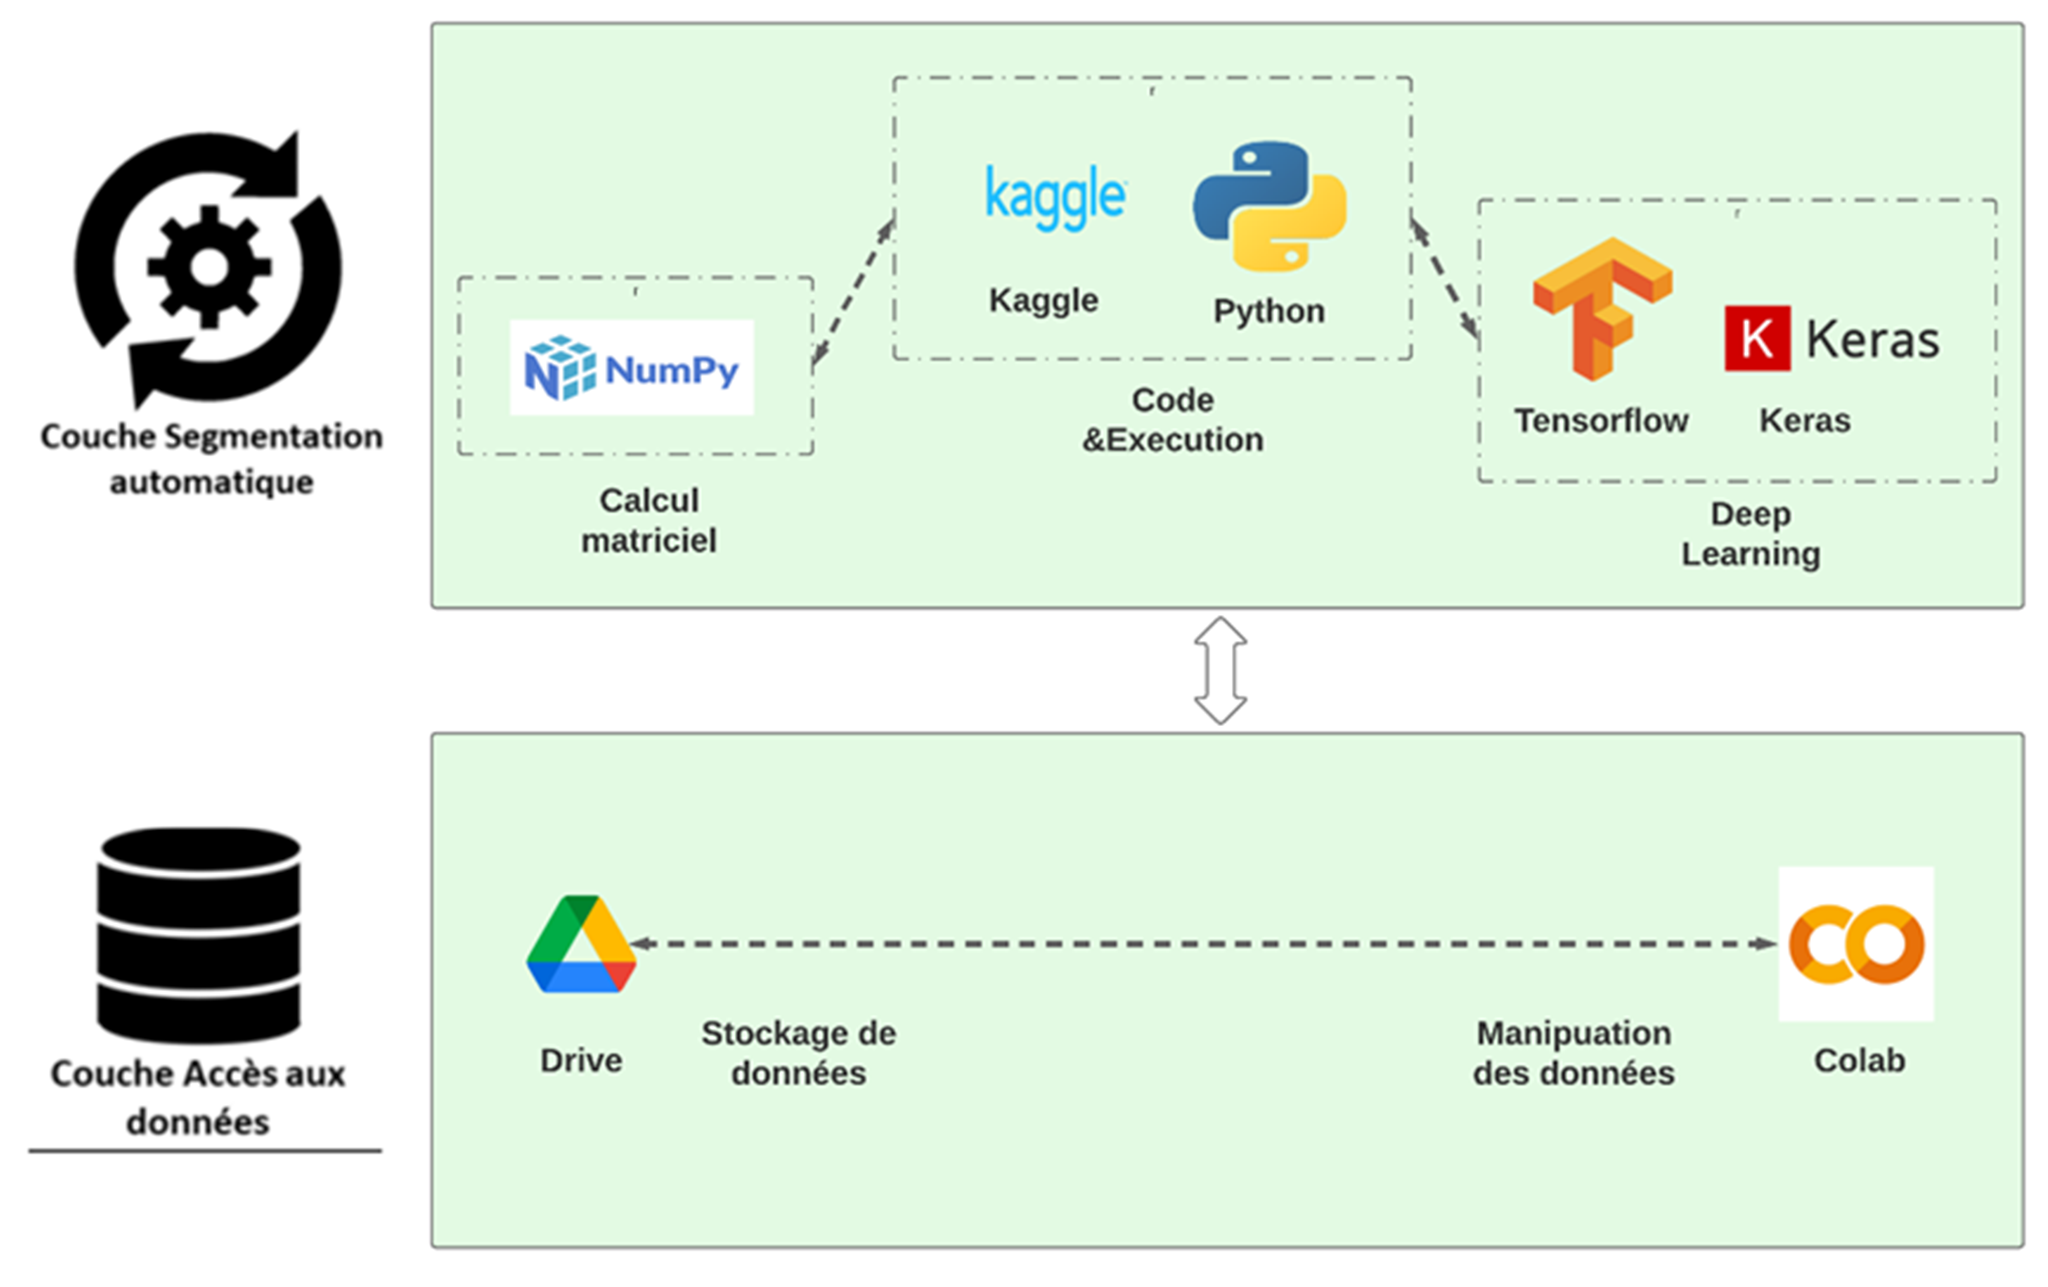 kaggle
Kaggle
Python
Code
&Execution
NumPy
Calcul
matriciel
Keras
Tensorflow
Keras
Deep
Learning
Couche Segmentation
automatique
Drive
Stockage de
données
Manipuation
des données
Colab
Couche Accès aux
données